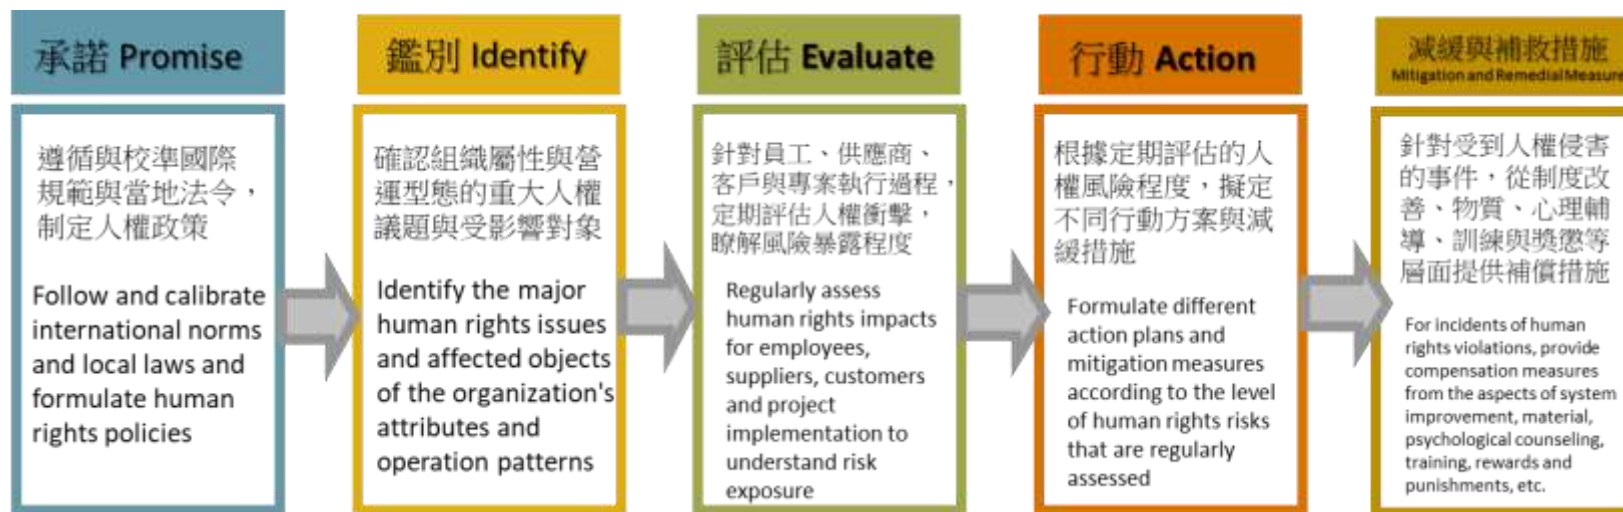 承諾 Promise
遵循與校準國際
規範與當地法令，
制定人權政策
Follow and calibrate
international norms
and local laws and
formulate human
rights policies
鑑別 Identify
確認組織屬性與營
運型態的重大人權
議題與受影響對象
Identify the major
human rights issues
and affected objects
of the organization's
attributes and
operation patterns
評估 Evaluate
針對員工、供應商、
客戶與專案執行過程，
定期評估人權衝擊，
瞭解風險暴露程度
Regularly assess
human rights impacts
for employees,
suppliers, customers
and project
implementation to
understand risk
exposure
行動 Action
根據定期評估的人
權風險程度，擬定
不同行動方案與減
緩措施
Formulate different
action plans and
mitigation measures
according to the level
of human rights risks
that are regularly
assessed
減緩與補救措施
Mitigation and Remedial Measure
針對受到人權侵害
的事件，從制度改
善、物質、心理輔
導、訓練與獎懲等
層面提供補償措施
For incidents of human
rights violations, provide
compensation measures
from the aspects of system
improvement, material,
psychological counseling,
training, rewards and
punishments, etc.